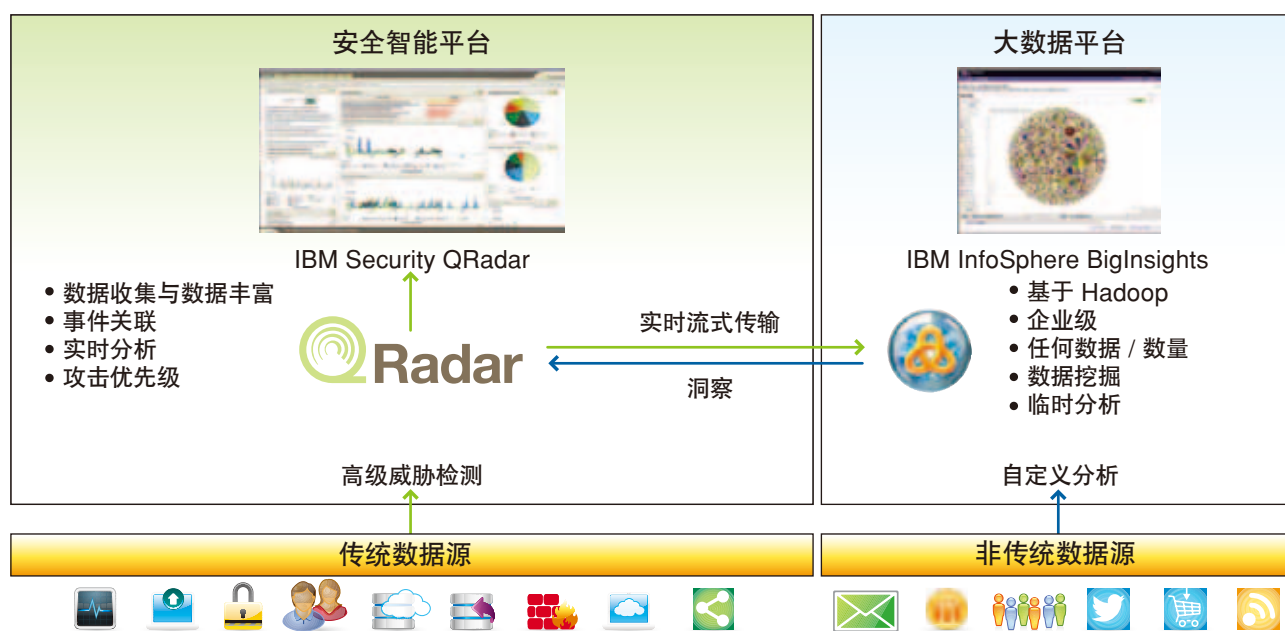 安全智能平台
IBM Security QRadar
• 数据收集与数据丰富
• 事件关联
• 实时分析
• 攻击优先级
QRadar
实时流式传输
洞察
高级威胁检测
传统数据源
大数据平台
IBM InfoSphere BigInsights
• 基于 Hadoop
• 企业级
• 任何数据 / 数量
• 数据挖掘
• 临时分析
自定义分析
非传统数据源